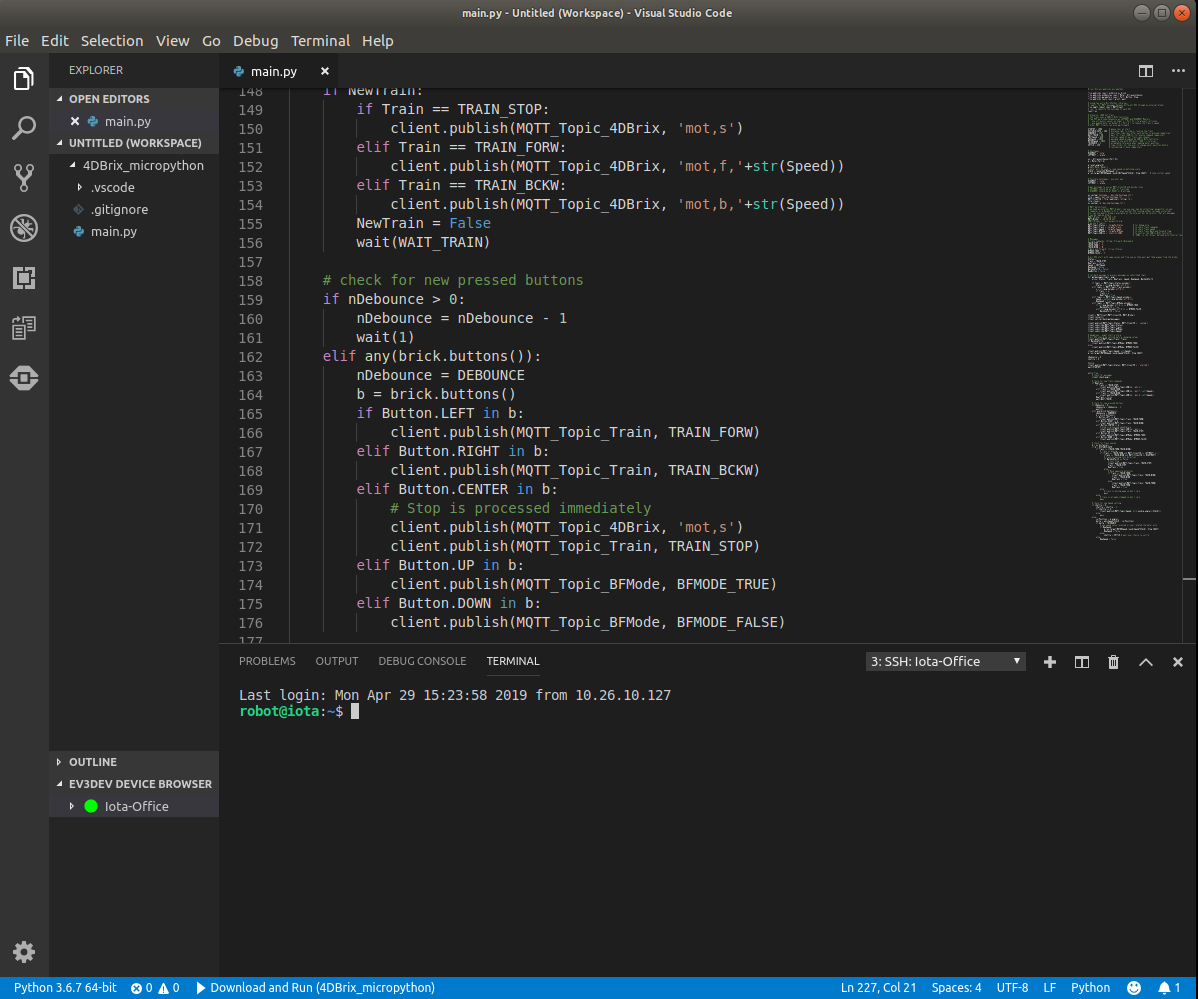 main.py - Untitled (Workspace) - Visual Studio Code
File Edit Selection View Go Debug Terminal Help
EXPLORER
OPEN EDITORS
main.py
UNTITLED (WORKSPACE)
4DBrix_micropython
.vscode
.gitignore
main.py
OUTLINE
EV3DEV DEVICE BROWSER
Iota-Office
main.py
148 if NewTrain:
149 if Train == TRAIN_STOP:
150 client.publish(MQTT_Topic_4DBrix, 'mot,s')
151 elif Train == TRAIN_FORW:
152 client.publish(MQTT_Topic_4DBrix, 'mot,f,'+str(Speed))
153 elif Train == TRAIN_BCKW:
154 client.publish(MQTT_Topic_4DBrix, 'mot,b,'+str(Speed))
155 NewTrain = False
156 wait(WAIT_TRAIN)
157
158 # check for new pressed buttons
159 if nDebounce > 0:
160 nDebounce = nDebounce - 1
161 wait(1)
162 elif any(brick.buttons()):
163 nDebounce = DEBOUNCE
164 b = brick.buttons()
165 if Button.LEFT in b:
166 client.publish(MQTT_Topic_Train, TRAIN_FORW)
167 elif Button.RIGHT in b:
168 client.publish(MQTT_Topic_Train, TRAIN_BCKW)
169 elif Button.CENTER in b:
170 # Stop is processed immediately
171 client.publish(MQTT_Topic_4DBrix, 'mot,s')
172 client.publish(MQTT_Topic_Train, TRAIN_STOP)
173 elif Button.UP in b:
174 client.publish(MQTT_Topic_BFMode, BFMODE_TRUE)
175 elif Button.DOWN in b:
176 client.publish(MQTT_Topic_BFMode, BFMODE_FALSE)
177
PROBLEMS OUTPUT DEBUG CONSOLE TERMINAL 3: SSH: Iota-Office
Last login: Mon Apr 29 15:23:58 2019 from 10.26.10.127
robot@iota:~$
Python 3.6.7 64-bit 0 0 Download and Run (4DBrix_micropython) Ln 227, Col 21 Spaces: 4 UTF-8 LF Python 1